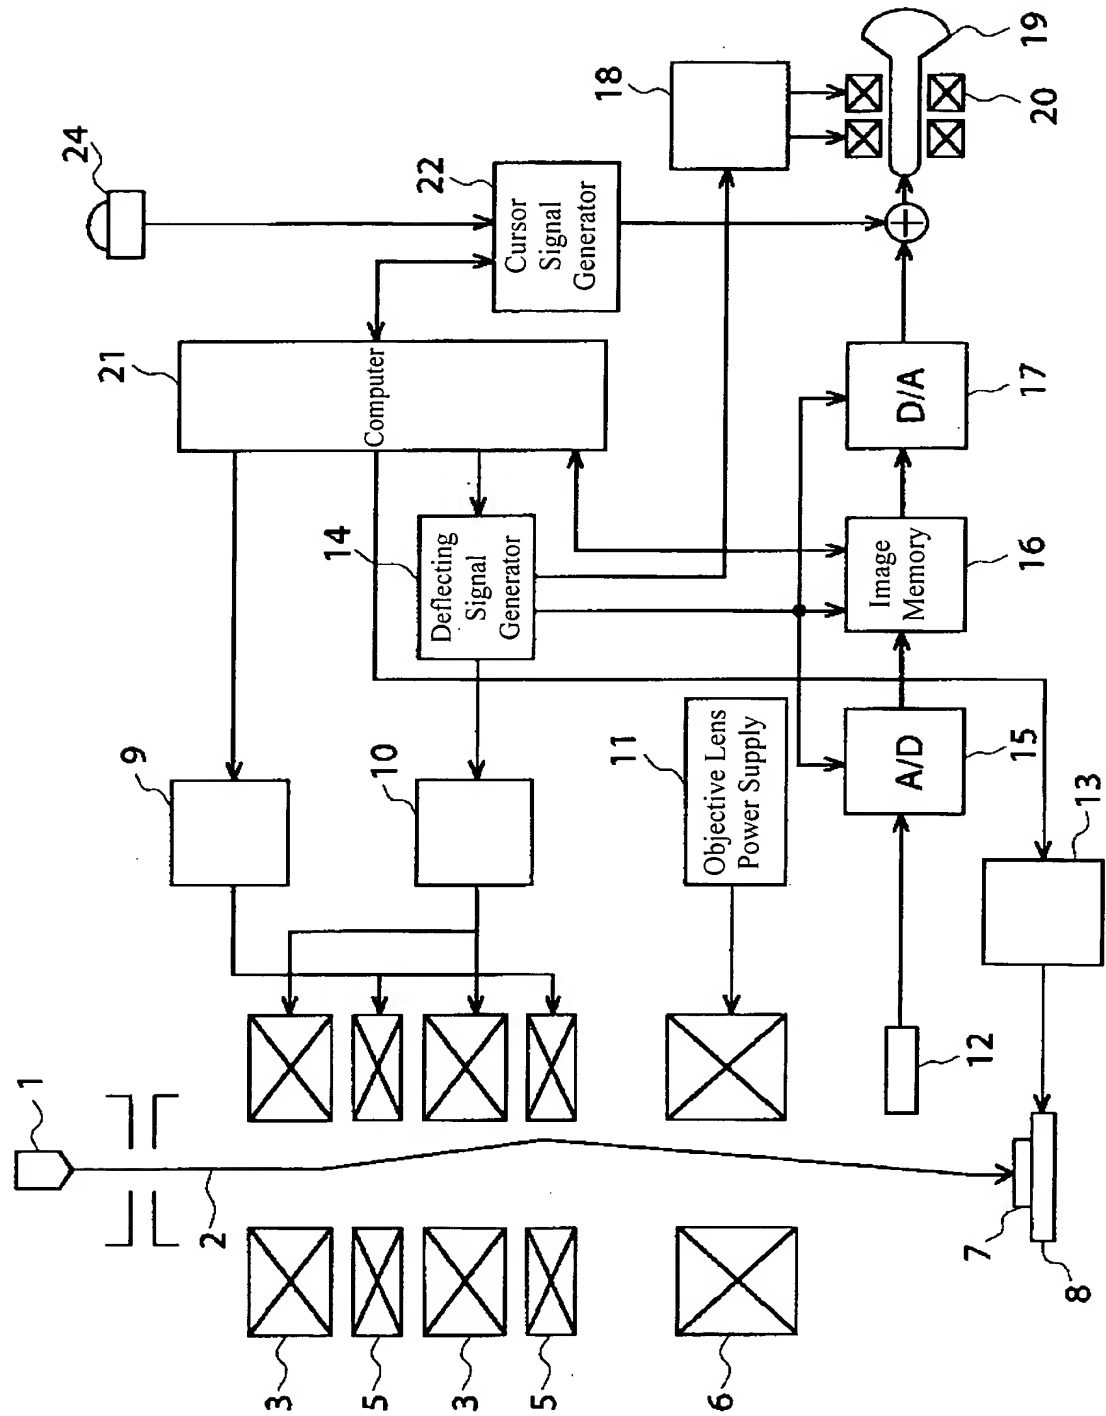 1
2
3
5
3
5
6
7
8
9
10
11
Objective Lens
Power Supply
12
13
14
Deflecting
Signal
Generator
A/D
15
Image
Memory
16
D/A
17
18
19
20
21
Computer
22
Cursor
Signal
Generator
24